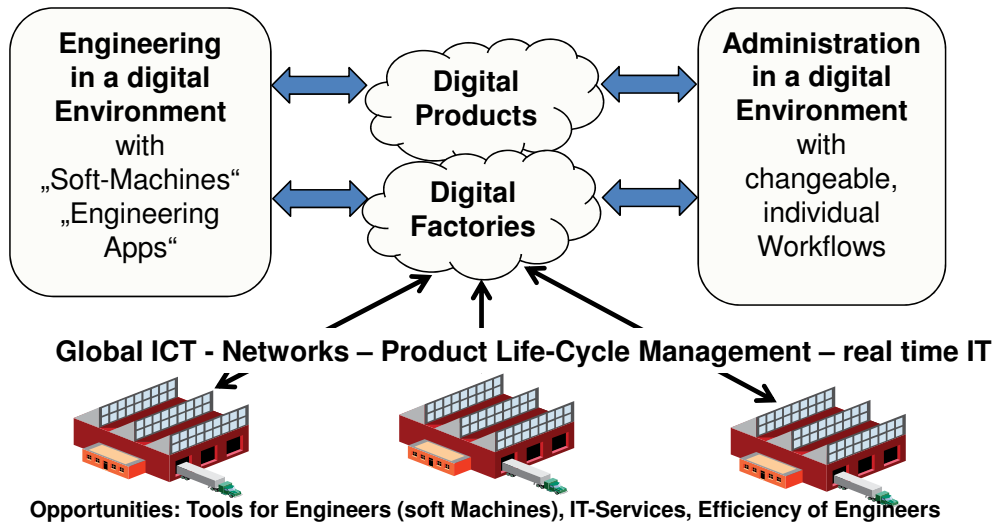 Engineering
in a digital
Environment
with
„Soft-Machines“
„Engineering
Apps“
Digital
Products
Digital
Factories
Administration
in a digital
Environment
with
changeable,
individual
Workflows
Global ICT - Networks – Product Life-Cycle Management – real time IT
Opportunities: Tools for Engineers (soft Machines), IT-Services, Efficiency of Engineers